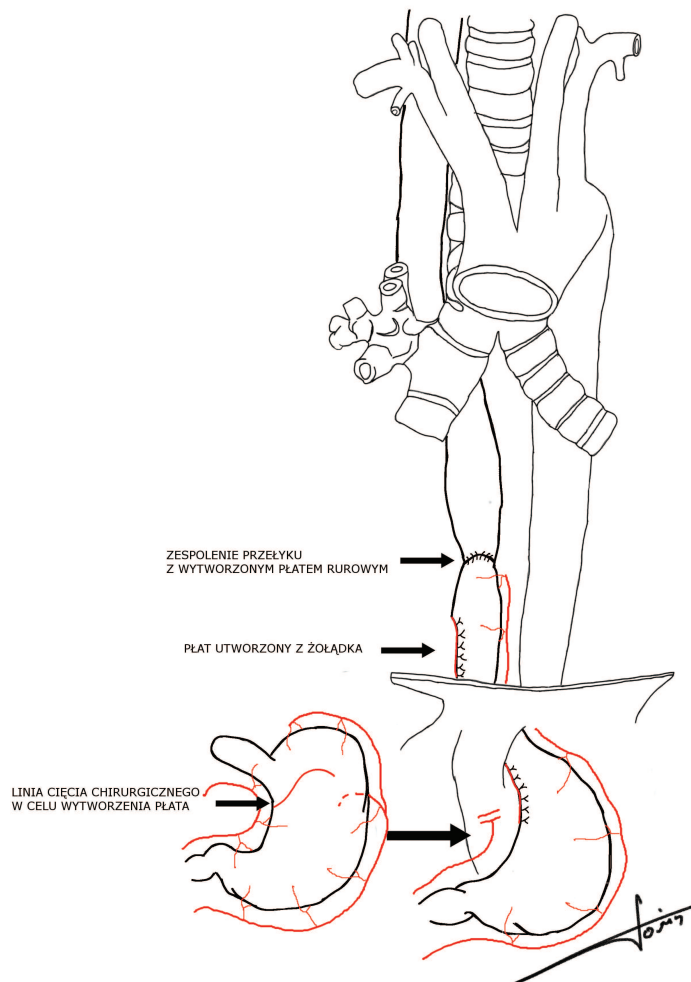 ZESPOLENIE PRZEŁYKU
Z WYTWORZONYM PŁATEM RUROWYM
PŁAT UTWORZONY Z ŻOŁĄDKA
LINIA CIĘCIA CHIRURGICZNEGO
W CELU WYTWORZENIA PŁATA